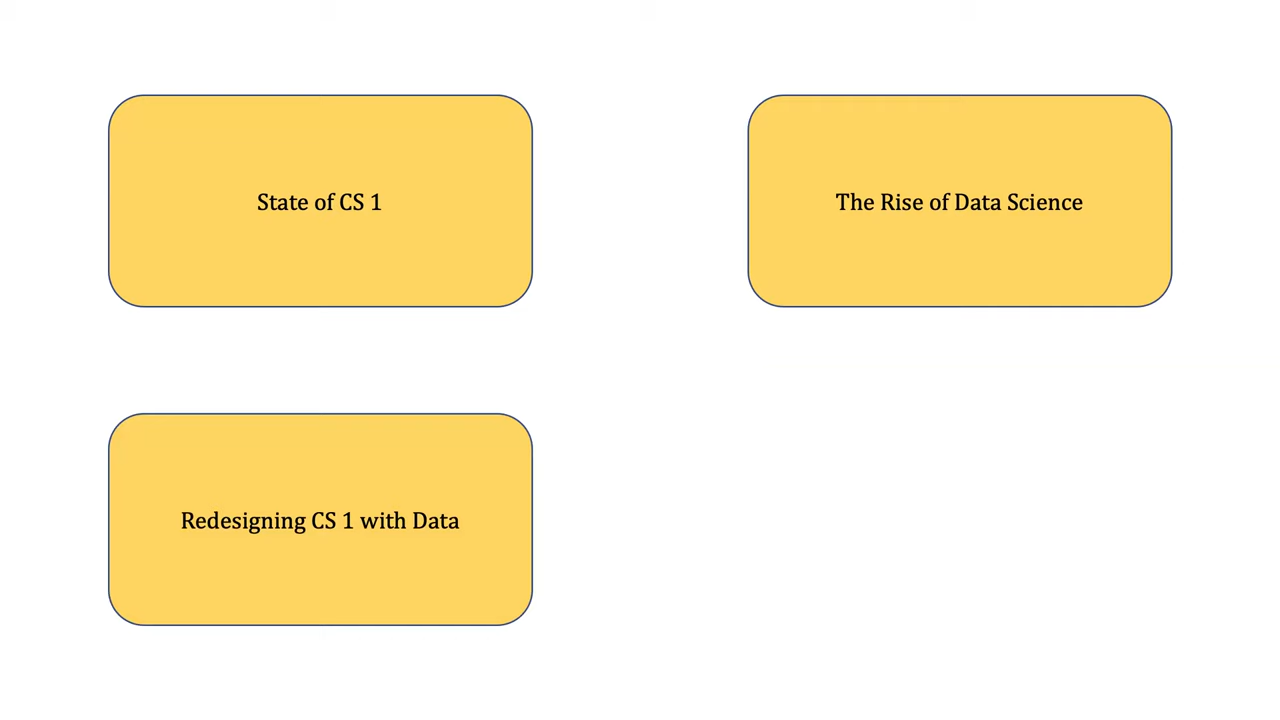 State of CS 1
The Rise of Data Science
Redesigning CS 1 with Data